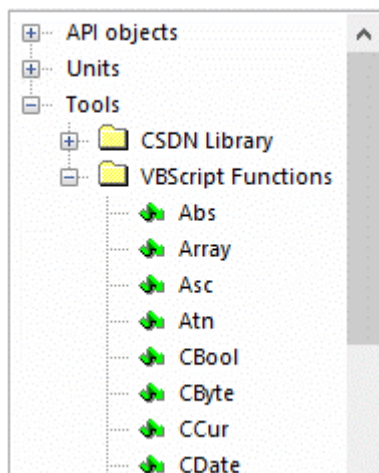 API objects
Units
Tools
CSDN Library
VBScript Functions
Abs
Array
Asc
Atn
CBool
CByte
CCur
CDate